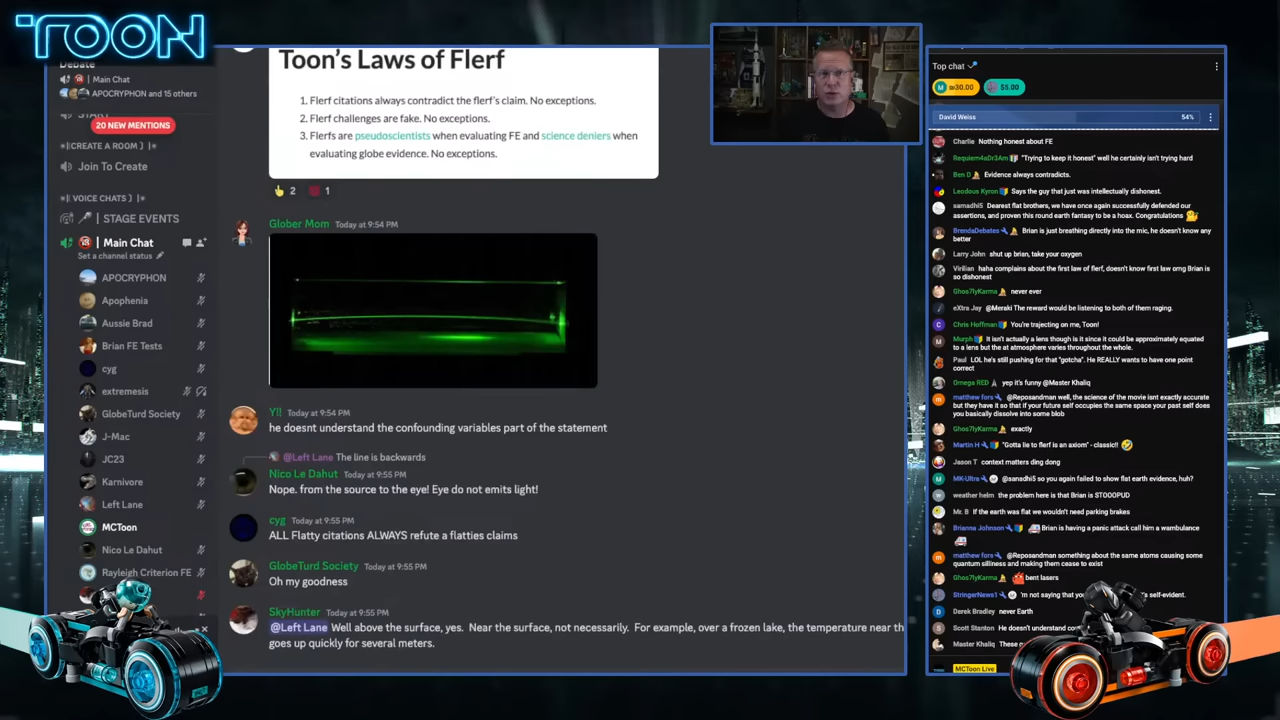 TOON
Debate
Main Chat
APOCRYPHON and 15 others
START
20 NEW MENTIONS
CREATE A ROOM
Join To Create
VOICE CHATS
STAGE EVENTS
Main Chat
Set a channel status
APOCRYPHON
Apophenia
Aussie Brad
Brian FE Tests
cyg
extremesis
GlobeTurd Society
J-Mac
JC23
Karnivore
Left Lane
MCToon
Nico Le Dahut
Rayleigh Criterion FE
Toon's Laws of Flerf
1. Flerf citations always contradict the flerf's claim. No exceptions.
2. Flerf challenges are fake. No exceptions.
3. Flerfs are pseudoscientists when evaluating FE and science deniers when
evaluating globe evidence. No exceptions.
2
1
Glober Mom Today at 9:54 PM
Y!! Today at 9:54 PM
he doesnt understand the confounding variables part of the statement
@Left Lane The line is backwards
Nico Le Dahut Today at 9:55 PM
Nope. from the source to the eye! Eye do not emits light!
cyg Today at 9:55 PM
ALL Flatty citations ALWAYS refute a flatties claims
GlobeTurd Society Today at 9:55 PM
Oh my goodness
SkyHunter Today at 9:55 PM
@Left Lane Well above the surface, yes. Near the surface, not necessarily. For example, over a frozen lake, the temperature near th
goes up quickly for several meters.
Top chat
M ₪30.00
$5.00
David Weiss 54%
Charlie Nothing honest about FE
Requiem4aDr3Am "Trying to keep it honest" well he certainly isn't trying hard
Ben D Evidence always contradicts.
Leodous Kyron Says the guy that just was intellectually dishonest.
samadhi5 Dearest flat brothers, we have once again successfully defended our
assertions, and proven this round earth fantasy to be a hoax. Congratulations
BrendaDebates Brian is just breathing directly into the mic, he doesn't know any
better
Larry John shut up brian, take your oxygen
Virilian haha complains about the first law of flerf, doesn't know first law omg Brian is
so dishonest
Ghos7lyKarma never ever
eXtra Jay @Meraki The reward would be listening to both of them raging.
Chris Hoffman You're trajecting on me, Toon!
Murph It isn't actually a lens though is it since it could be approximately equated
to a lens but the at atmosphere varies throughout the whole.
Paul LOL he's still pushing for that "gotcha". He REALLY wants to have one point
correct
Omega RED yep it's funny @Master Khaliq
matthew fors @Reposandman well, the science of the movie isnt exactly accurate
but they have it so that if your future self occupies the same space your past self does
you basically dissolve into some blob
Ghos7lyKarma exactly
Martin H "Gotta lie to flerf is an axiom" - classic!!
Jason T context matters ding dong
MK-Ultra @sanadhi5 so you again failed to show flat earth evidence, huh?
weather helm the problem here is that Brian is STOOOPUD
Mr. B If the earth was flat we wouldn't need parking brakes
Brianna Johnson Brian is having a panic attack call him a wambulance
matthew fors @Reposandman something about the same atoms causing some
quantum silliness and making them cease to exist
Ghos7lyKarma bent lasers
StringerNews1 'm not saying that you 's self-evident.
Derek Bradley never Earth
Scott Stanton He doesn't understand
Master Khaliq These
MCToon Live